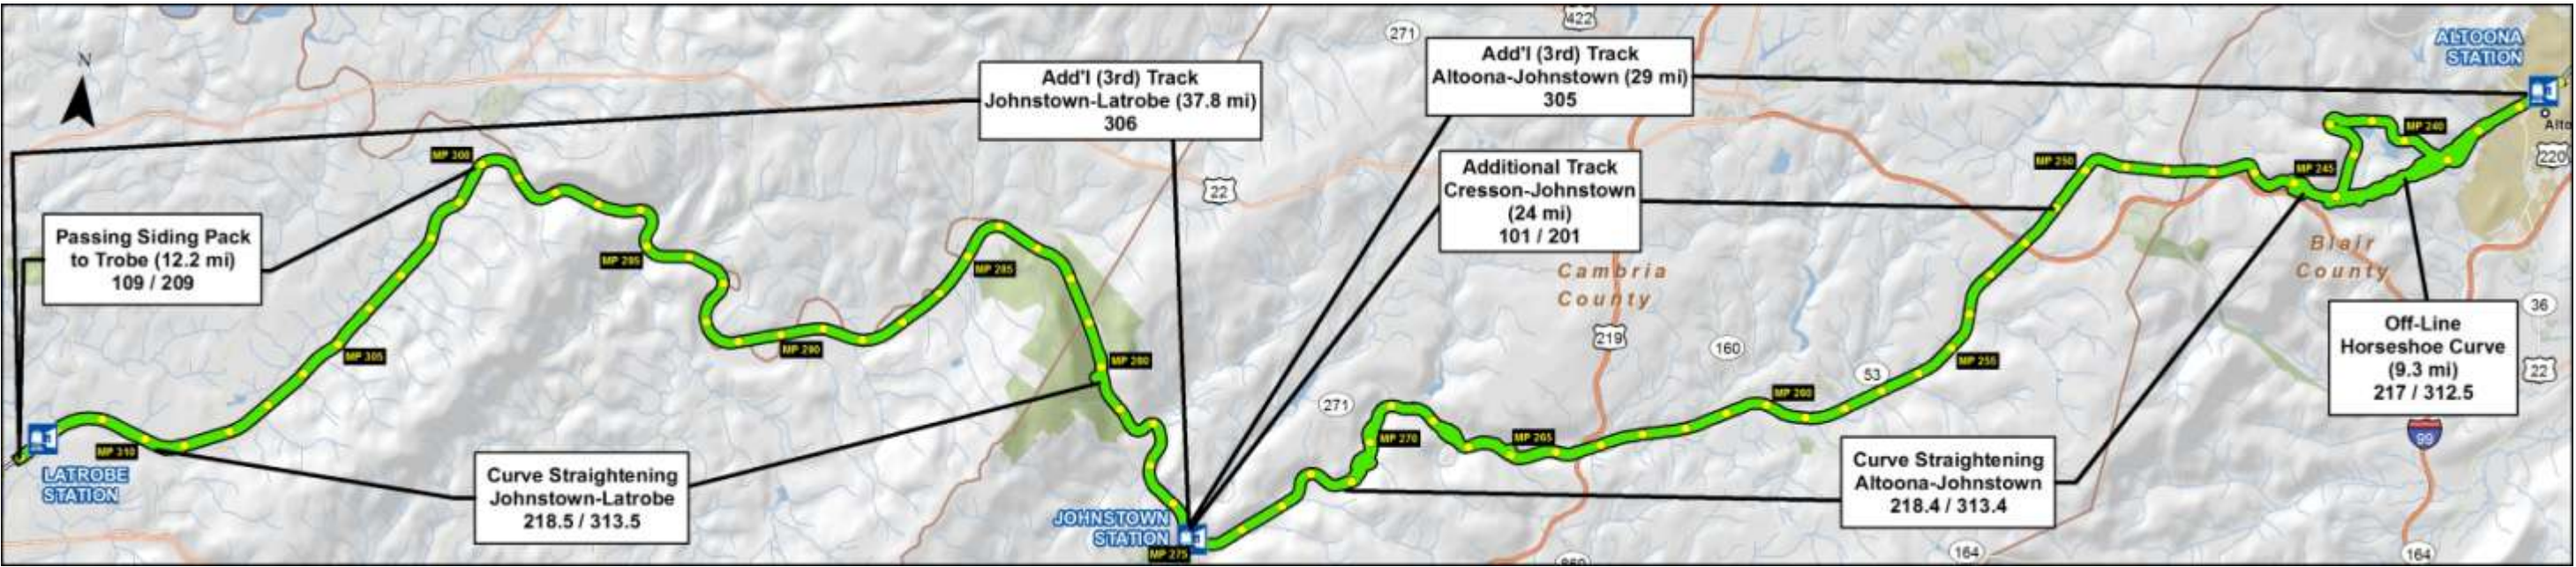 N
271
422
ALTOONA
STATION
Alto
220
Add'l (3rd) Track
Johnstown-Latrobe (37.8 mi)
306
Add'l (3rd) Track
Altoona-Johnstown (29 mi)
305
Additional Track
Cresson-Johnstown
(24 mi)
101 / 201
MP 300
MP 250
MP 240
MP 245
22
Passing Siding Pack
to Trobe (12.2 mi)
109 / 209
MP 295
MP 285
Cambria
County
Blair
County
36
MP 305
MP 290
MP 280
219
160
53
MP 255
Off-Line
Horseshoe Curve
(9.3 mi)
217 / 312.5
22
MP 260
271
MP 270
MP 265
99
MP 310
LATROBE
STATION
Curve Straightening
Johnstown-Latrobe
218.5 / 313.5
Curve Straightening
Altoona-Johnstown
218.4 / 313.4
JOHNSTOWN
STATION
MP 275
164
164